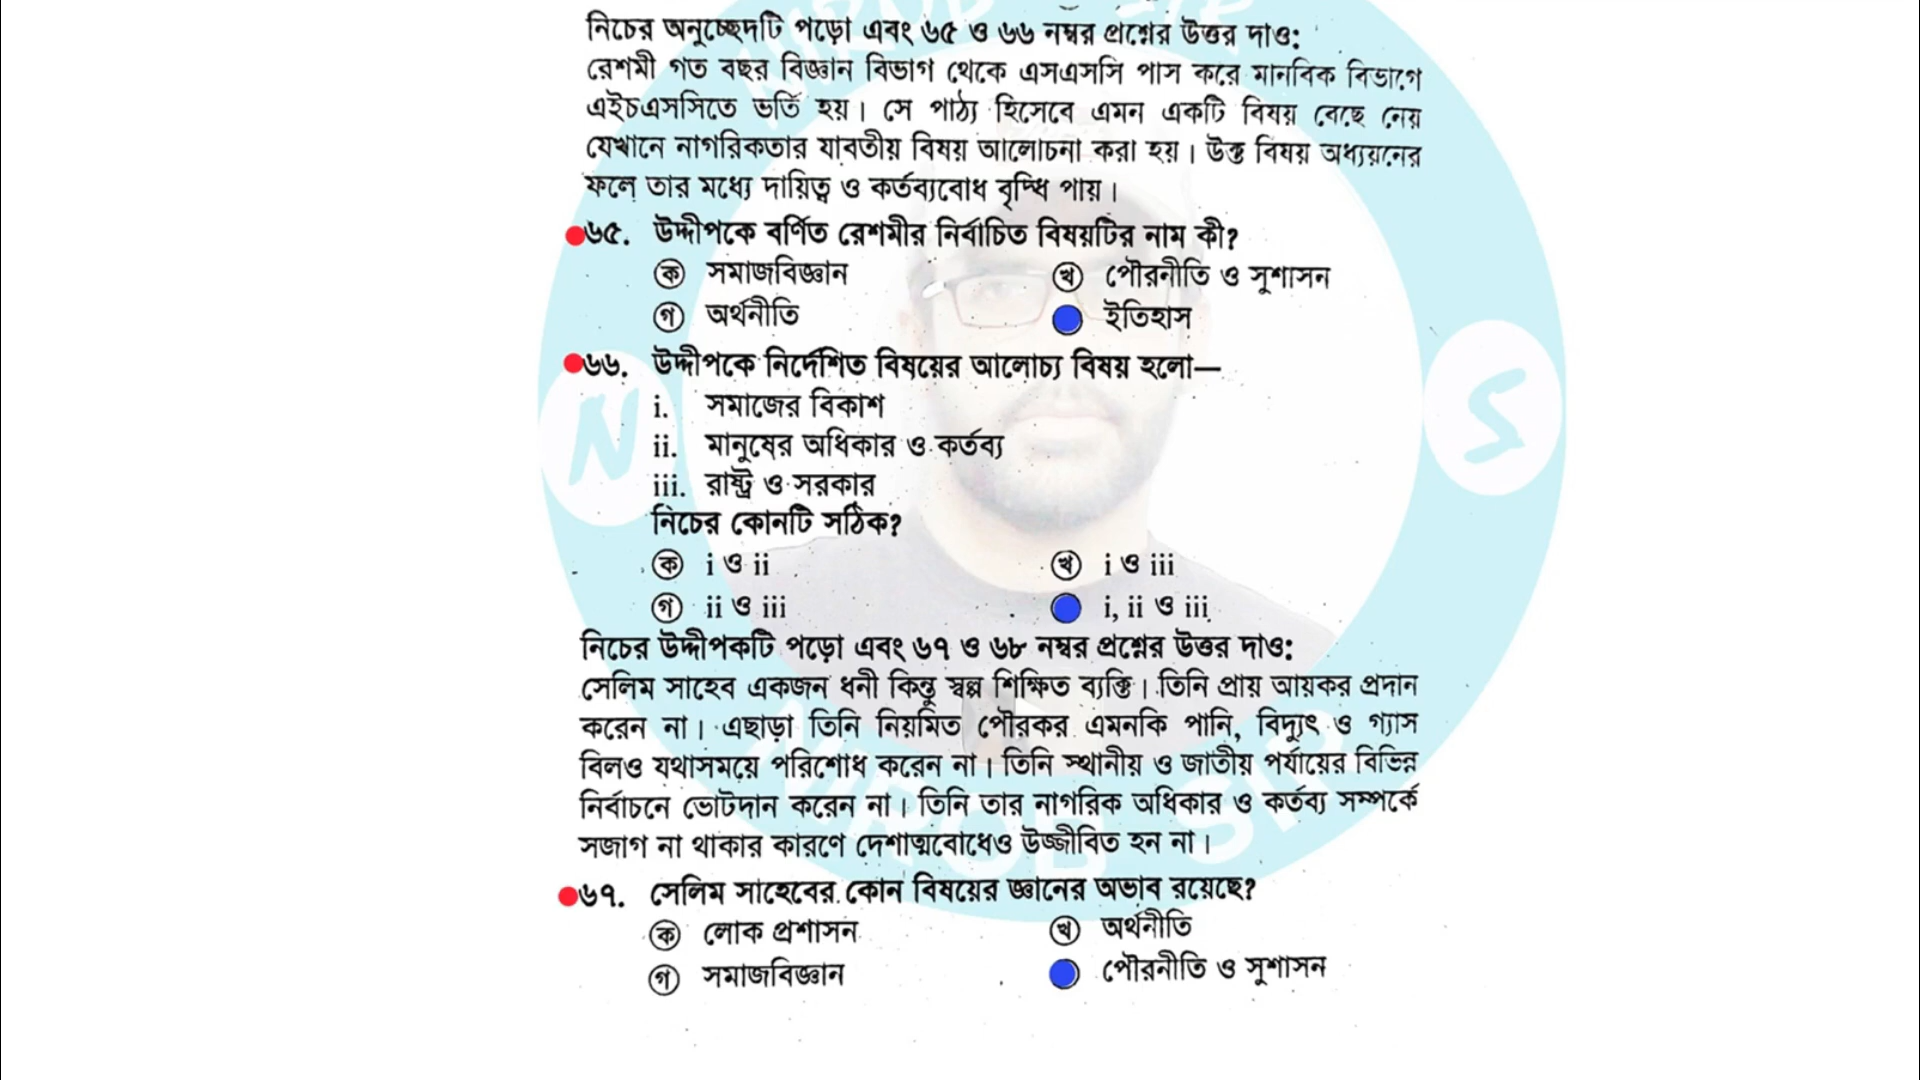 নিচের অনুচ্ছেদটি পড়ো এবং ৬৫ ও ৬৬ নম্বর প্রশ্নের উত্তর দাও:
রেশমী গত বছর বিজ্ঞান বিভাগ থেকে এসএসসি পাস করে মানবিক বিভাগে
এইচএসসিতে ভর্তি হয়। সে পাঠ্য হিসেবে এমন একটি বিষয় বেছে নেয়
যেখানে নাগরিকতার যাবতীয় বিষয় আলোচনা করা হয়। উক্ত বিষয় অধ্যয়নের
ফলে তার মধ্যে দায়িত্ব ও কর্তব্যবোধ বৃদ্ধি পায়।
৬৫. উদ্দীপকে বর্ণিত রেশমীর নির্বাচিত বিষয়টির নাম কী?
ক সমাজবিজ্ঞান খ পৌরনীতি ও সুশাসন
গ অর্থনীতি ইতিহাস
৬৬. উদ্দীপকে নির্দেশিত বিষয়ের আলোচ্য বিষয় হলো—
i. সমাজের বিকাশ
N S
ii. মানুষের অধিকার ও কর্তব্য
iii. রাষ্ট্র ও সরকার
নিচের কোনটি সঠিক?
ক i ও ii খ i ও iii
গ ii ও iii i, ii ও iii
নিচের উদ্দীপকটি পড়ো এবং ৬৭ ও ৬৮ নম্বর প্রশ্নের উত্তর দাও:
সেলিম সাহেব একজন ধনী কিন্তু স্বল্প শিক্ষিত ব্যক্তি। তিনি প্রায় আয়কর প্রদান
করেন না। এছাড়া তিনি নিয়মিত পৌরকর এমনকি পানি, বিদ্যুৎ ও গ্যাস
বিলও যথাসময়ে পরিশোধ করেন না। তিনি স্থানীয় ও জাতীয় পর্যায়ের বিভিন্ন
নির্বাচনে ভোটদান করেন না। তিনি তার নাগরিক অধিকার ও কর্তব্য সম্পর্কে
সজাগ না থাকার কারণে দেশাত্মবোধেও উজ্জীবিত হন না।
NIROB SIR
৬৭. সেলিম সাহেবের কোন বিষয়ের জ্ঞানের অভাব রয়েছে?
ক লোক প্রশাসন খ অর্থনীতি
গ সমাজবিজ্ঞান পৌরনীতি ও সুশাসন